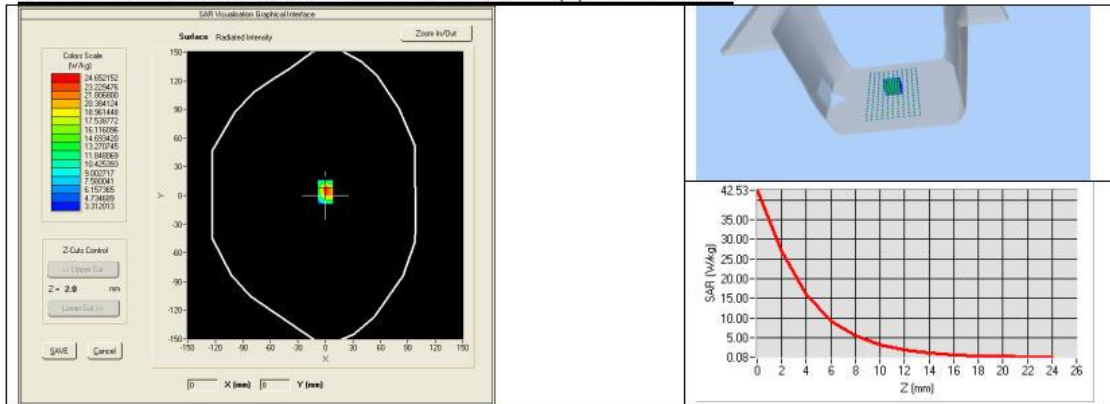 SAR Visualisation Graphical Interface
Surface Radiated Intensity
Zoom In/Out
Colors Scale
(W/kg)
24.652152
23.229476
21.806800
20.384124
18.961448
17.538772
16.116096
14.693420
13.270745
11.848069
10.425393
9.002717
7.580041
6.157365
4.734689
3.312013
Z-Cuts Control
<< Upper Cut
Z = 2.0 mm
Lower Cut >>
SAVE Cancel
150
120
90
60
30
0
-30
-60
-90
-120
-150
Y
-150 -120 -90 -60 -30 0 30 60 90 120 150
X
0 X (mm) 0 Y (mm)
42.53
35.00
30.00
25.00
20.00
15.00
10.00
5.00
0.08
SAR (W/kg)
0 2 4 6 8 10 12 14 16 18 20 22 24 26
Z (mm)